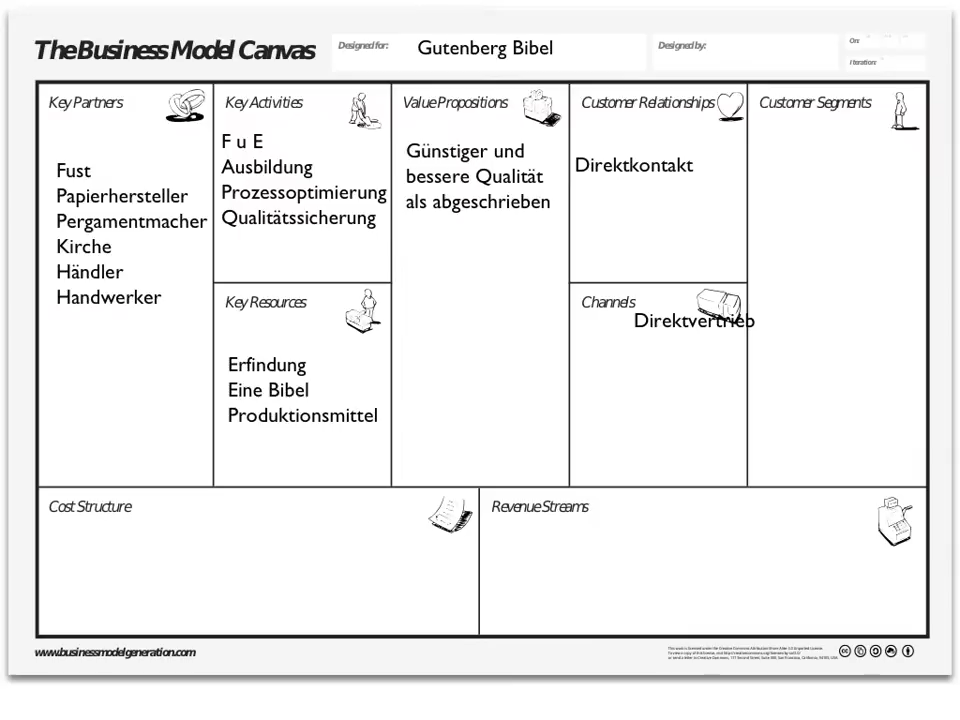 The Business Model Canvas
Designed for:
Gutenberg Bibel
Designed by:
On:
Iteration:
Key Partners
Fust
Papierhersteller
Pergamentmacher
Kirche
Händler
Handwerker
Key Activities
F u E
Ausbildung
Prozessoptimierung
Qualitätssicherung
Key Resources
Erfindung
Eine Bibel
Produktionsmittel
Value Propositions
Günstiger und
bessere Qualität
als abgeschrieben
Customer Relationships
Direktkontakt
Channels
Direktvertrieb
Customer Segments
Cost Structure
Revenue Streams
www.businessmodelgeneration.com